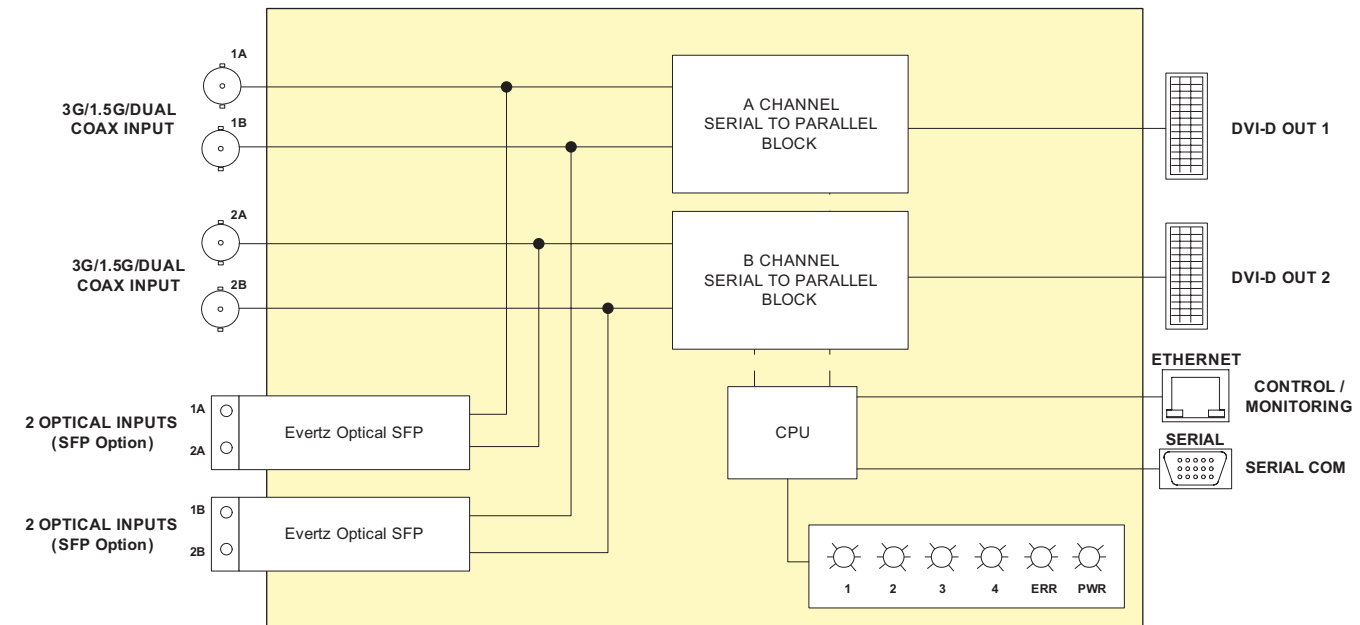 1A
3G/1.5G/DUAL
COAX INPUT
1B
A CHANNEL
SERIAL TO PARALLEL
BLOCK
DVI-D OUT 1
2A
3G/1.5G/DUAL
COAX INPUT
2B
B CHANNEL
SERIAL TO PARALLEL
BLOCK
DVI-D OUT 2
ETHERNET
CONTROL /
MONITORING
2 OPTICAL INPUTS
(SFP Option)
1A
2A
Evertz Optical SFP
CPU
SERIAL
SERIAL COM
2 OPTICAL INPUTS
(SFP Option)
1B
2B
Evertz Optical SFP
1 2 3 4 ERR PWR